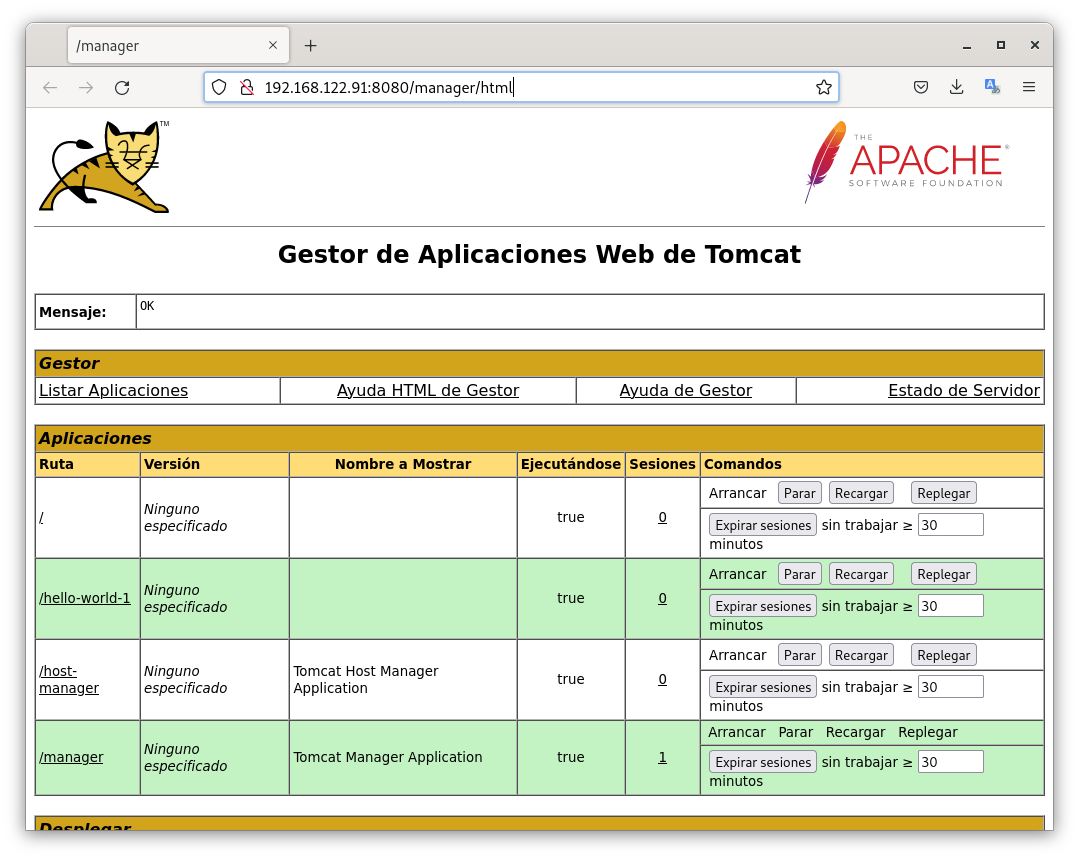 /manager
192.168.122.91:8080/manager/html
TM
THE
APACHE®
SOFTWARE FOUNDATION
Gestor de Aplicaciones Web de Tomcat
Mensaje: OK
Gestor
Listar Aplicaciones Ayuda HTML de Gestor Ayuda de Gestor Estado de Servidor
Aplicaciones
Ruta Versión Nombre a Mostrar Ejecutándose Sesiones Comandos
/ Ninguno especificado true 0 Arrancar Parar Recargar Replegar
Expirar sesiones sin trabajar ≥ 30
minutos
/hello-world-1 Ninguno especificado true 0 Arrancar Parar Recargar Replegar
Expirar sesiones sin trabajar ≥ 30
minutos
/host-manager Ninguno especificado Tomcat Host Manager Application true 0 Arrancar Parar Recargar Replegar
Expirar sesiones sin trabajar ≥ 30
minutos
/manager Ninguno especificado Tomcat Manager Application true 1 Arrancar Parar Recargar Replegar
Expirar sesiones sin trabajar ≥ 30
minutos
Desplegar